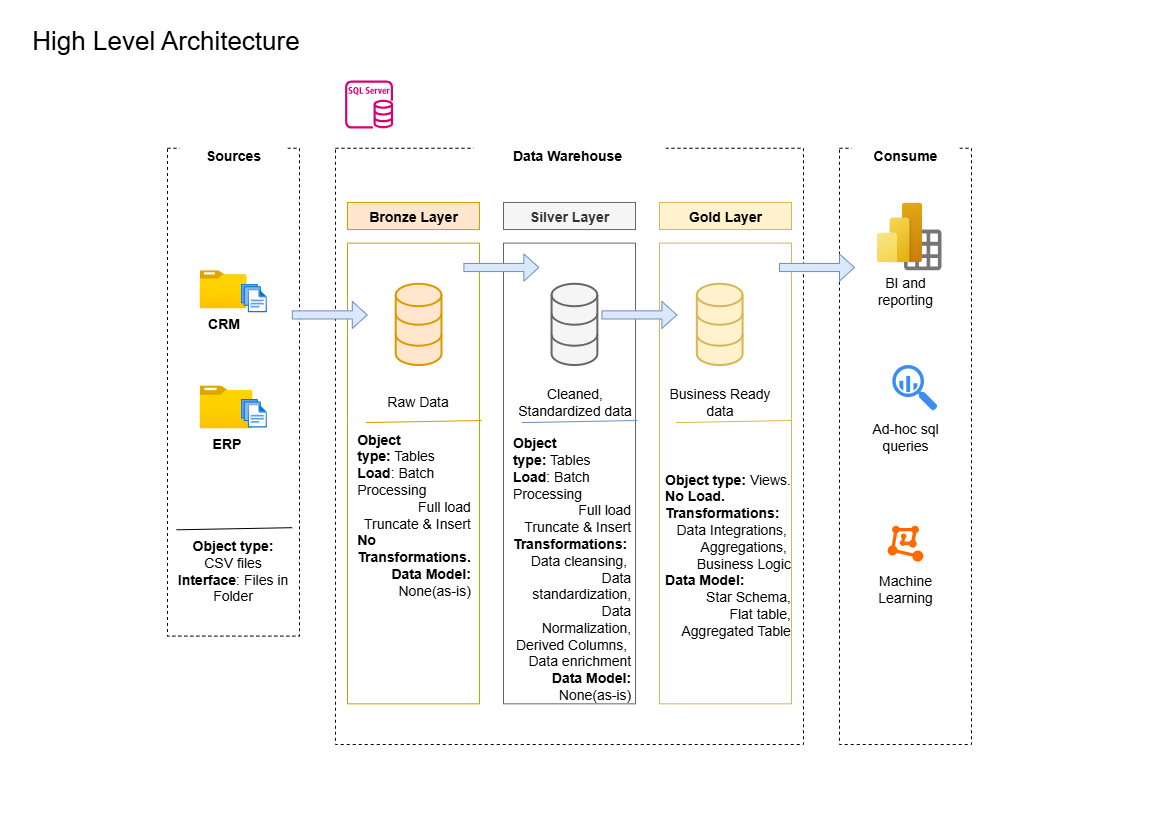 High Level Architecture
SQL Server
Sources
CRM
ERP
Object type:
CSV files
Interface: Files in
Folder
Data Warehouse
Bronze Layer
Raw Data
Object
type: Tables
Load: Batch
Processing
Full load
Truncate & Insert
No
Transformations.
Data Model:
None(as-is)
Silver Layer
Cleaned,
Standardized data
Object
type: Tables
Load: Batch
Processing
Full load
Truncate & Insert
Transformations:
Data cleansing,
Data
standardization,
Data
Normalization,
Derived Columns,
Data enrichment
Data Model:
None(as-is)
Gold Layer
Business Ready
data
Object type: Views.
No Load.
Transformations:
Data Integrations,
Aggregations,
Business Logic
Data Model:
Star Schema,
Flat table,
Aggregated Table
Consume
BI and
reporting
Ad-hoc sql
queries
Machine
Learning